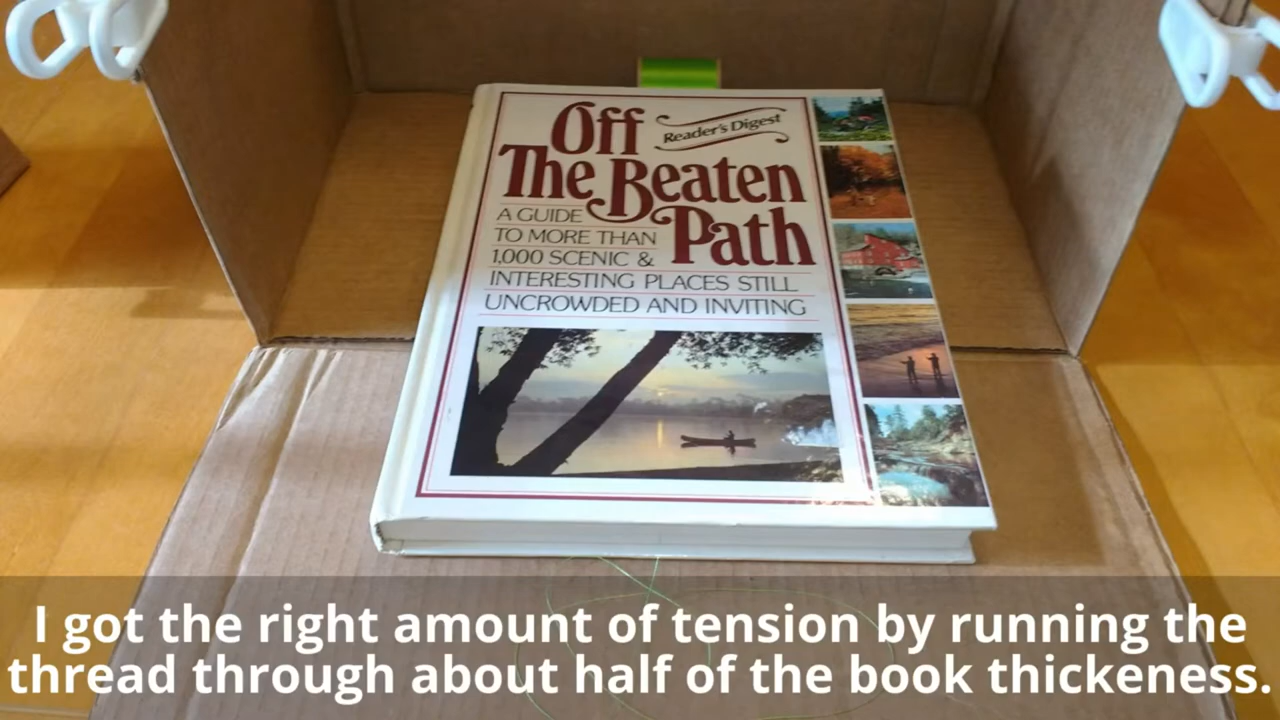 Off
Reader's Digest
The Beaten
Path
A GUIDE
TO MORE THAN
1,000 SCENIC &
INTERESTING PLACES STILL
UNCROWDED AND INVITING
I got the right amount of tension by running the
thread through about half of the book thickeness.